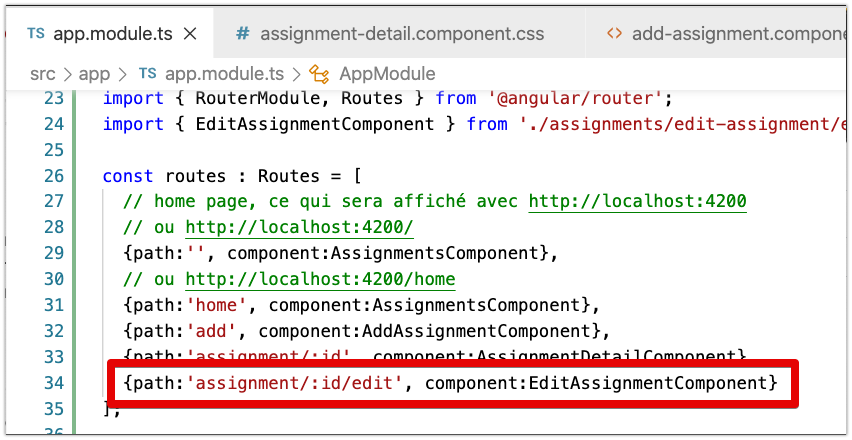 TS app.module.ts × # assignment-detail.component.css <> add-assignment.compone
src > app > TS app.module.ts > AppModule
23 import { RouterModule, Routes } from '@angular/router';
24 import { EditAssignmentComponent } from './assignments/edit-assignment/e
25
26 const routes : Routes = [
27 // home page, ce qui sera affiché avec http://localhost:4200
28 // ou http://localhost:4200/
29 {path:'', component:AssignmentsComponent},
30 // ou http://localhost:4200/home
31 {path:'home', component:AssignmentsComponent},
32 {path:'add', component:AddAssignmentComponent},
33 {path:'assignment/:id', component:AssignmentDetailComponent}
34 {path:'assignment/:id/edit', component:EditAssignmentComponent}
35 ];
36